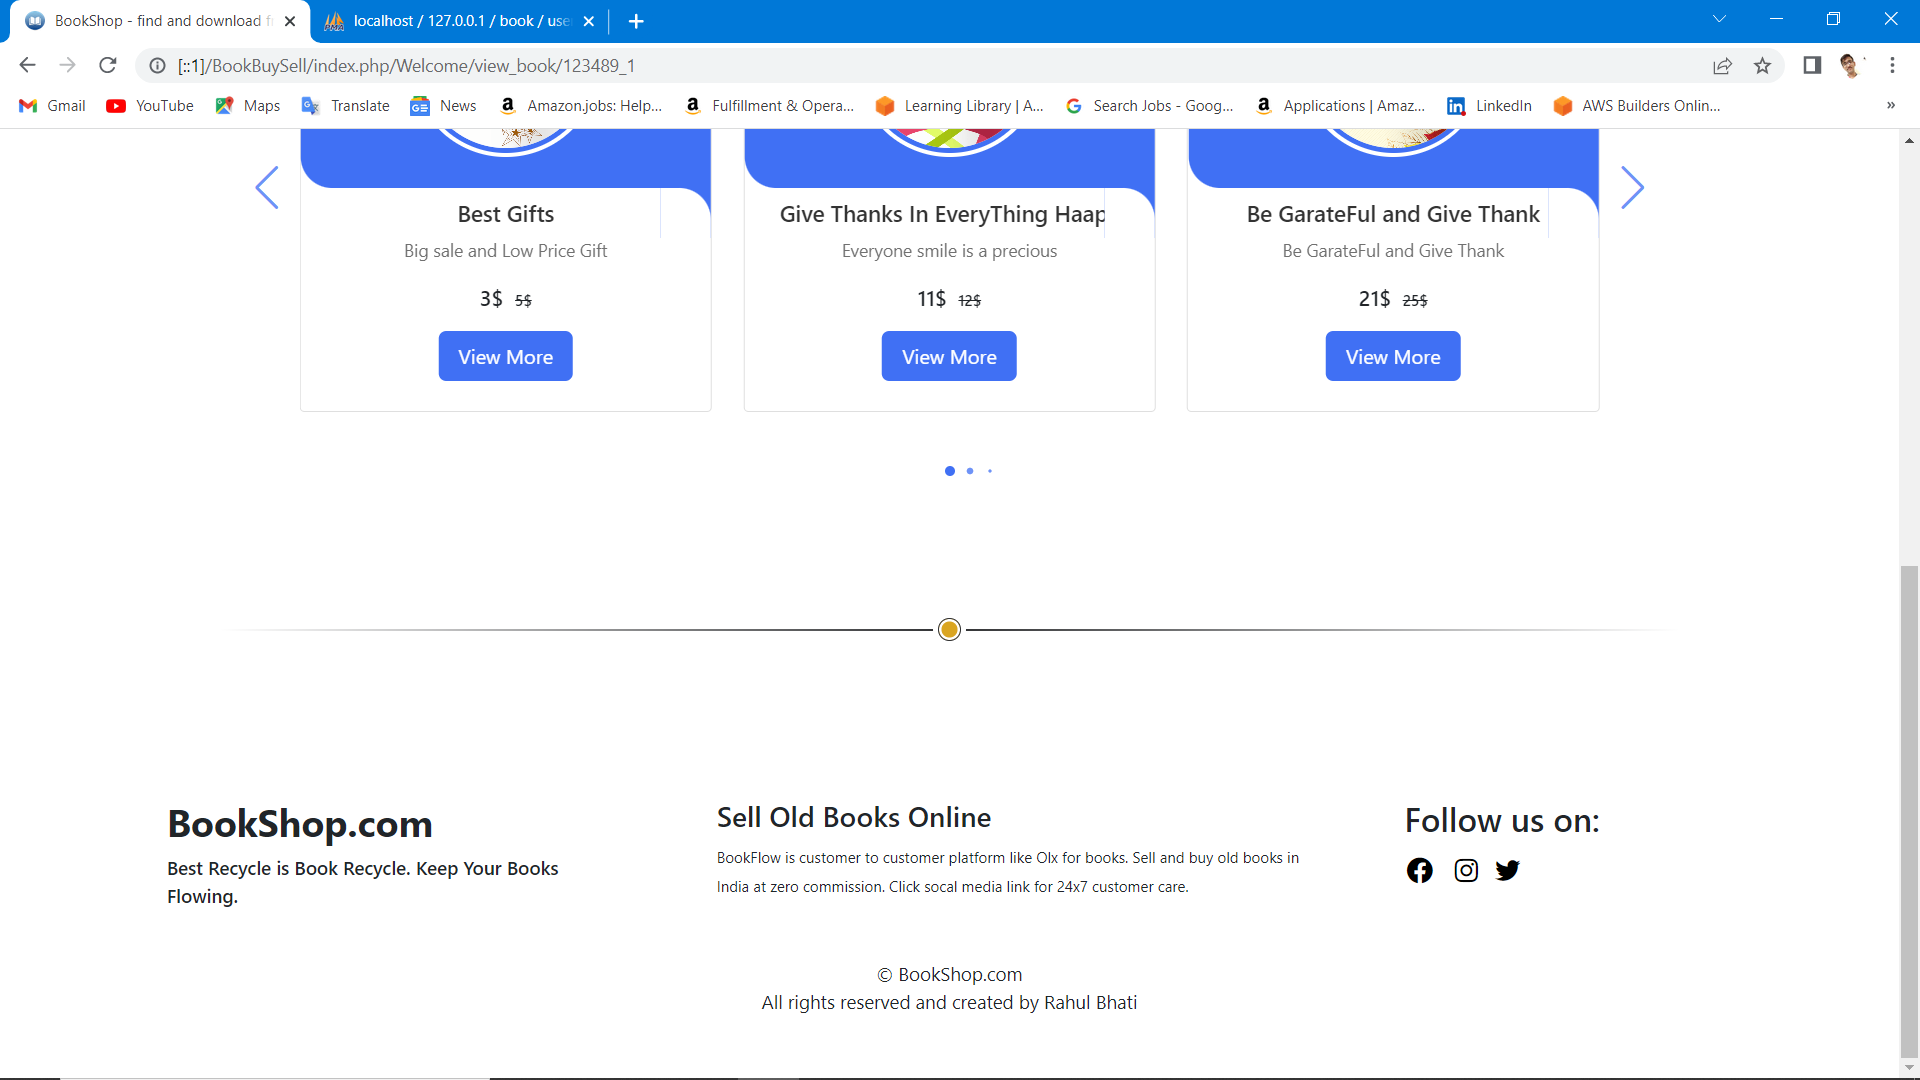 BookShop - find and download f
localhost / 127.0.0.1 / book / use
[::1]/BookBuySell/index.php/Welcome/view_book/123489_1
Gmail YouTube Maps Translate News Amazon.jobs: Help... Fulfillment & Opera... Learning Library | A... Search Jobs - Goog... Applications | Amaz... LinkedIn AWS Builders Onlin... »
Best Gifts
Big sale and Low Price Gift
3$ 5$
View More
Give Thanks In EveryThing Haap
Everyone smile is a precious
11$ 12$
View More
Be GarateFul and Give Thank
Be GarateFul and Give Thank
21$ 25$
View More
BookShop.com
Best Recycle is Book Recycle. Keep Your Books
Flowing.
Sell Old Books Online
BookFlow is customer to customer platform like Olx for books. Sell and buy old books in
India at zero commission. Click socal media link for 24x7 customer care.
Follow us on:
© BookShop.com
All rights reserved and created by Rahul Bhati